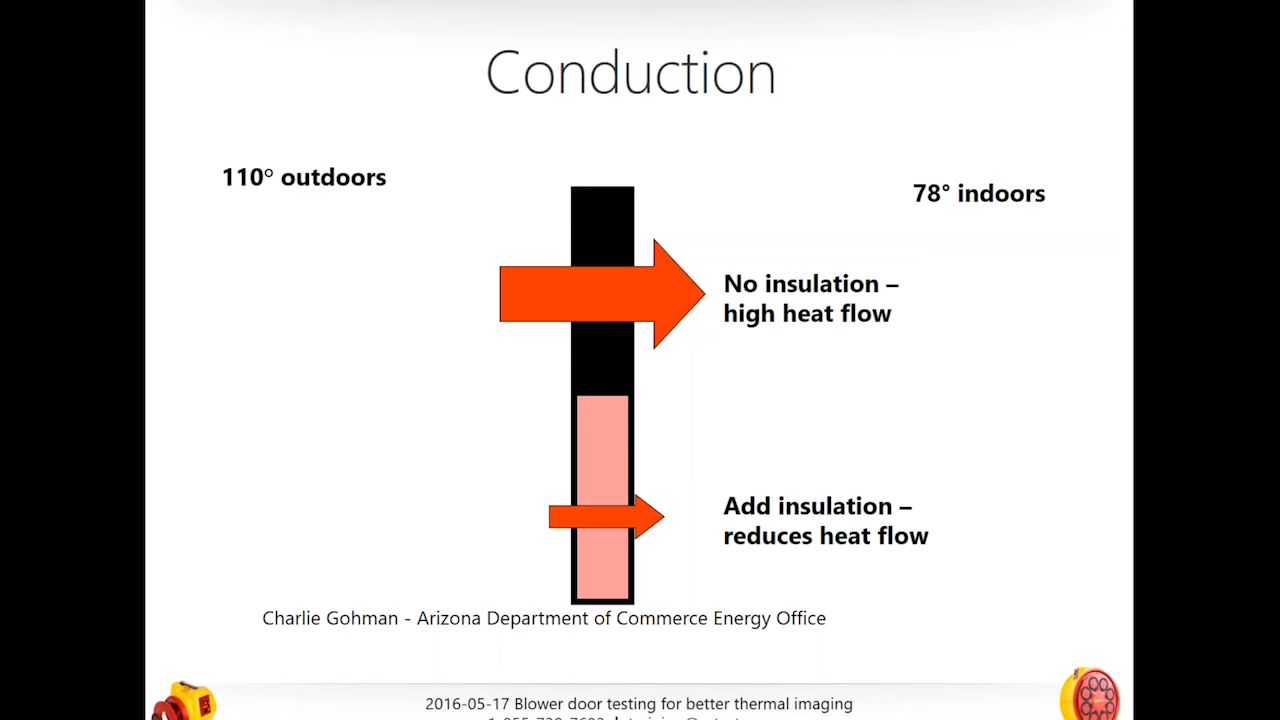 Conduction
110° outdoors
78° indoors
No insulation –
high heat flow
Add insulation –
reduces heat flow
Charlie Gohman - Arizona Department of Commerce Energy Office
2016-05-17 Blower door testing for better thermal imaging